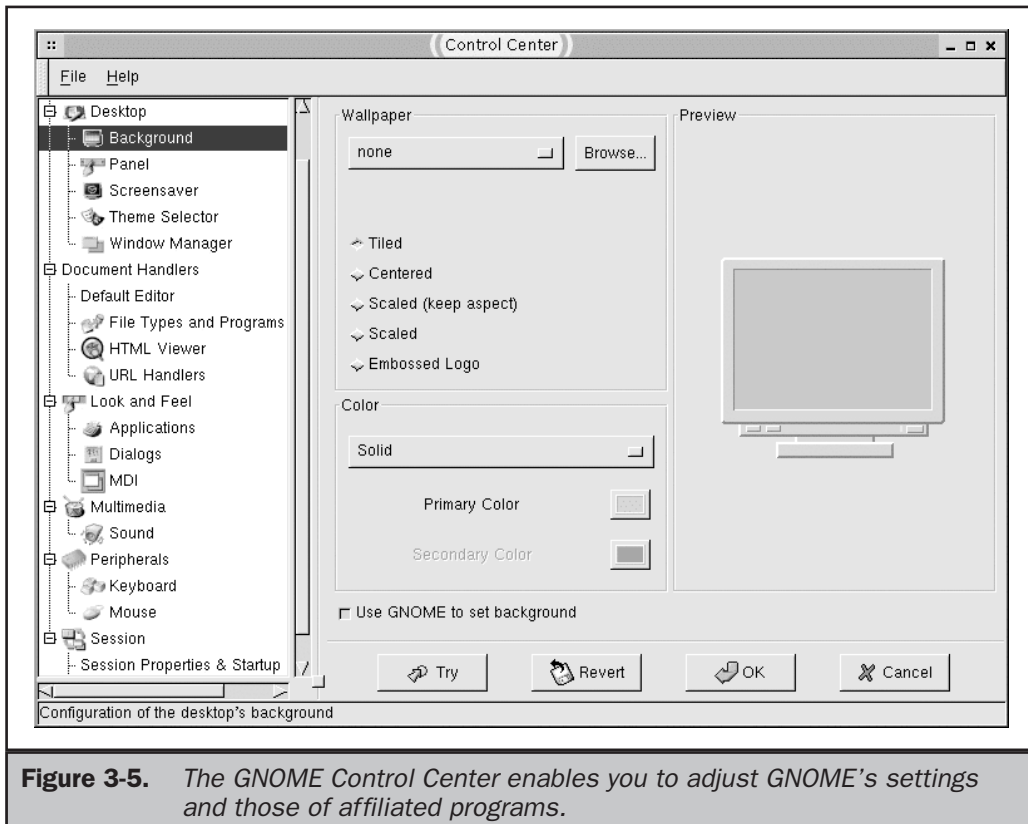 Control Center
File Help
Desktop
Background
Panel
Screensaver
Theme Selector
Window Manager
Document Handlers
Default Editor
File Types and Programs
HTML Viewer
URL Handlers
Look and Feel
Applications
Dialogs
MDI
Multimedia
Sound
Peripherals
Keyboard
Mouse
Session
Session Properties & Startup
Wallpaper
none
Browse...
Tiled
Centered
Scaled (keep aspect)
Scaled
Embossed Logo
Color
Solid
Primary Color
Secondary Color
Use GNOME to set background
Preview
Try
Revert
OK
Cancel
Configuration of the desktop's background
Figure 3-5. The GNOME Control Center enables you to adjust GNOME's settings
and those of affiliated programs.